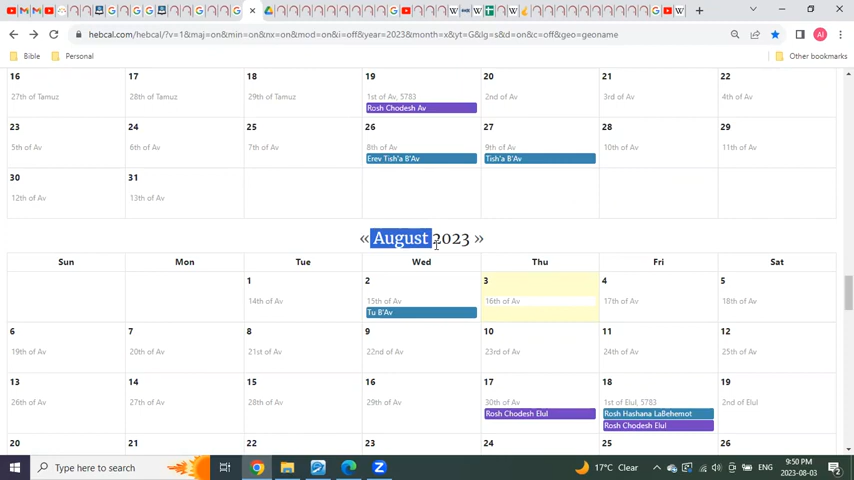 hebcal.com/hebcal/?v=1&maj=on&min=on&nx=on&mod=on&i=off&year=2023&month=x&yt=G&lg=s&d=on&c=off&geo=geoname
Bible
Personal
Other bookmarks
16 17 18 19 20 21 22
27th of Tamuz 28th of Tamuz 29th of Tamuz 1st of Av, 5783 2nd of Av 3rd of Av 4th of Av
Rosh Chodesh Av
23 24 25 26 27 28 29
5th of Av 6th of Av 7th of Av 8th of Av 9th of Av 10th of Av 11th of Av
Erev Tish'a B'Av Tish'a B'Av
30 31
12th of Av 13th of Av
« August 2023 »
Sun Mon Tue Wed Thu Fri Sat
1 2 3 4 5
14th of Av 15th of Av 16th of Av 17th of Av 18th of Av
Tu B'Av
6 7 8 9 10 11 12
19th of Av 20th of Av 21st of Av 22nd of Av 23rd of Av 24th of Av 25th of Av
13 14 15 16 17 18 19
26th of Av 27th of Av 28th of Av 29th of Av 30th of Av 1st of Elul, 5783 2nd of Elul
Rosh Chodesh Elul Rosh Hashana LaBehemot
Rosh Chodesh Elul
20 21 22 23 24 25 26
Type here to search
17°C Clear
ENG
9:50 PM
2023-08-03
2